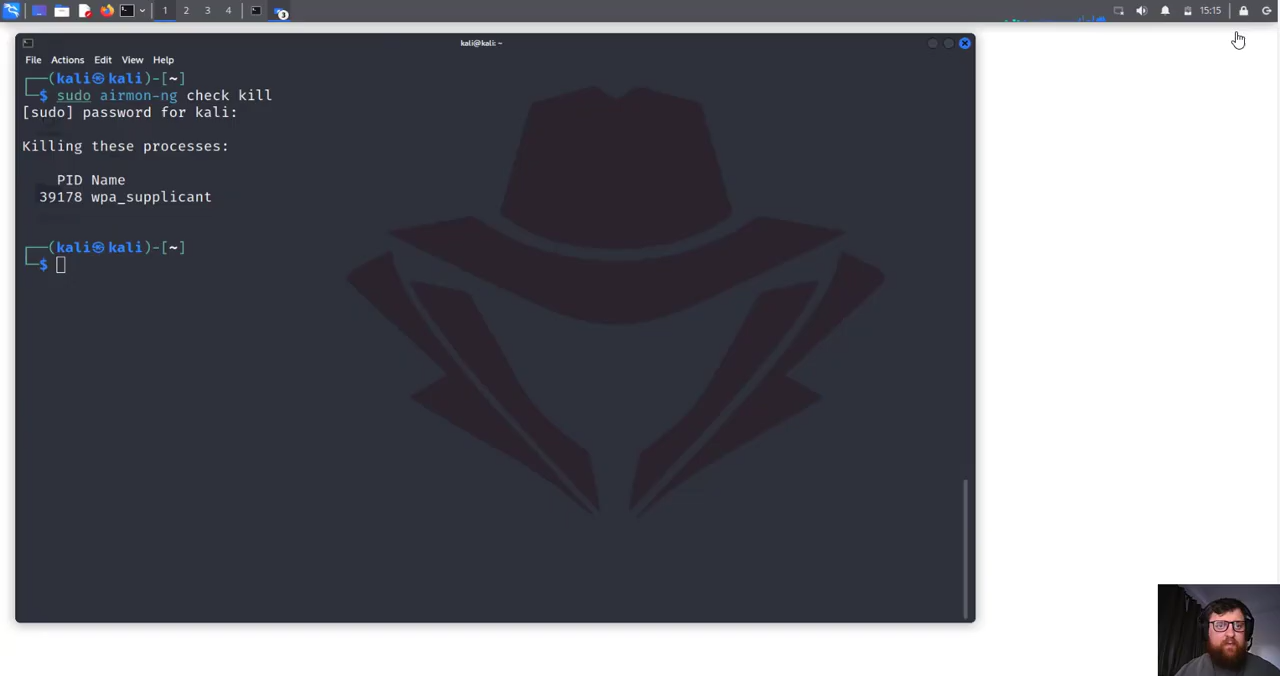 1 2 3 4 3 15:15
kali@kali: ~
File Actions Edit View Help
┌──(kali㉿kali)-[~]
└─$ sudo airmon-ng check kill
[sudo] password for kali:
Killing these processes:
PID Name
39178 wpa_supplicant
┌──(kali㉿kali)-[~]
└─$